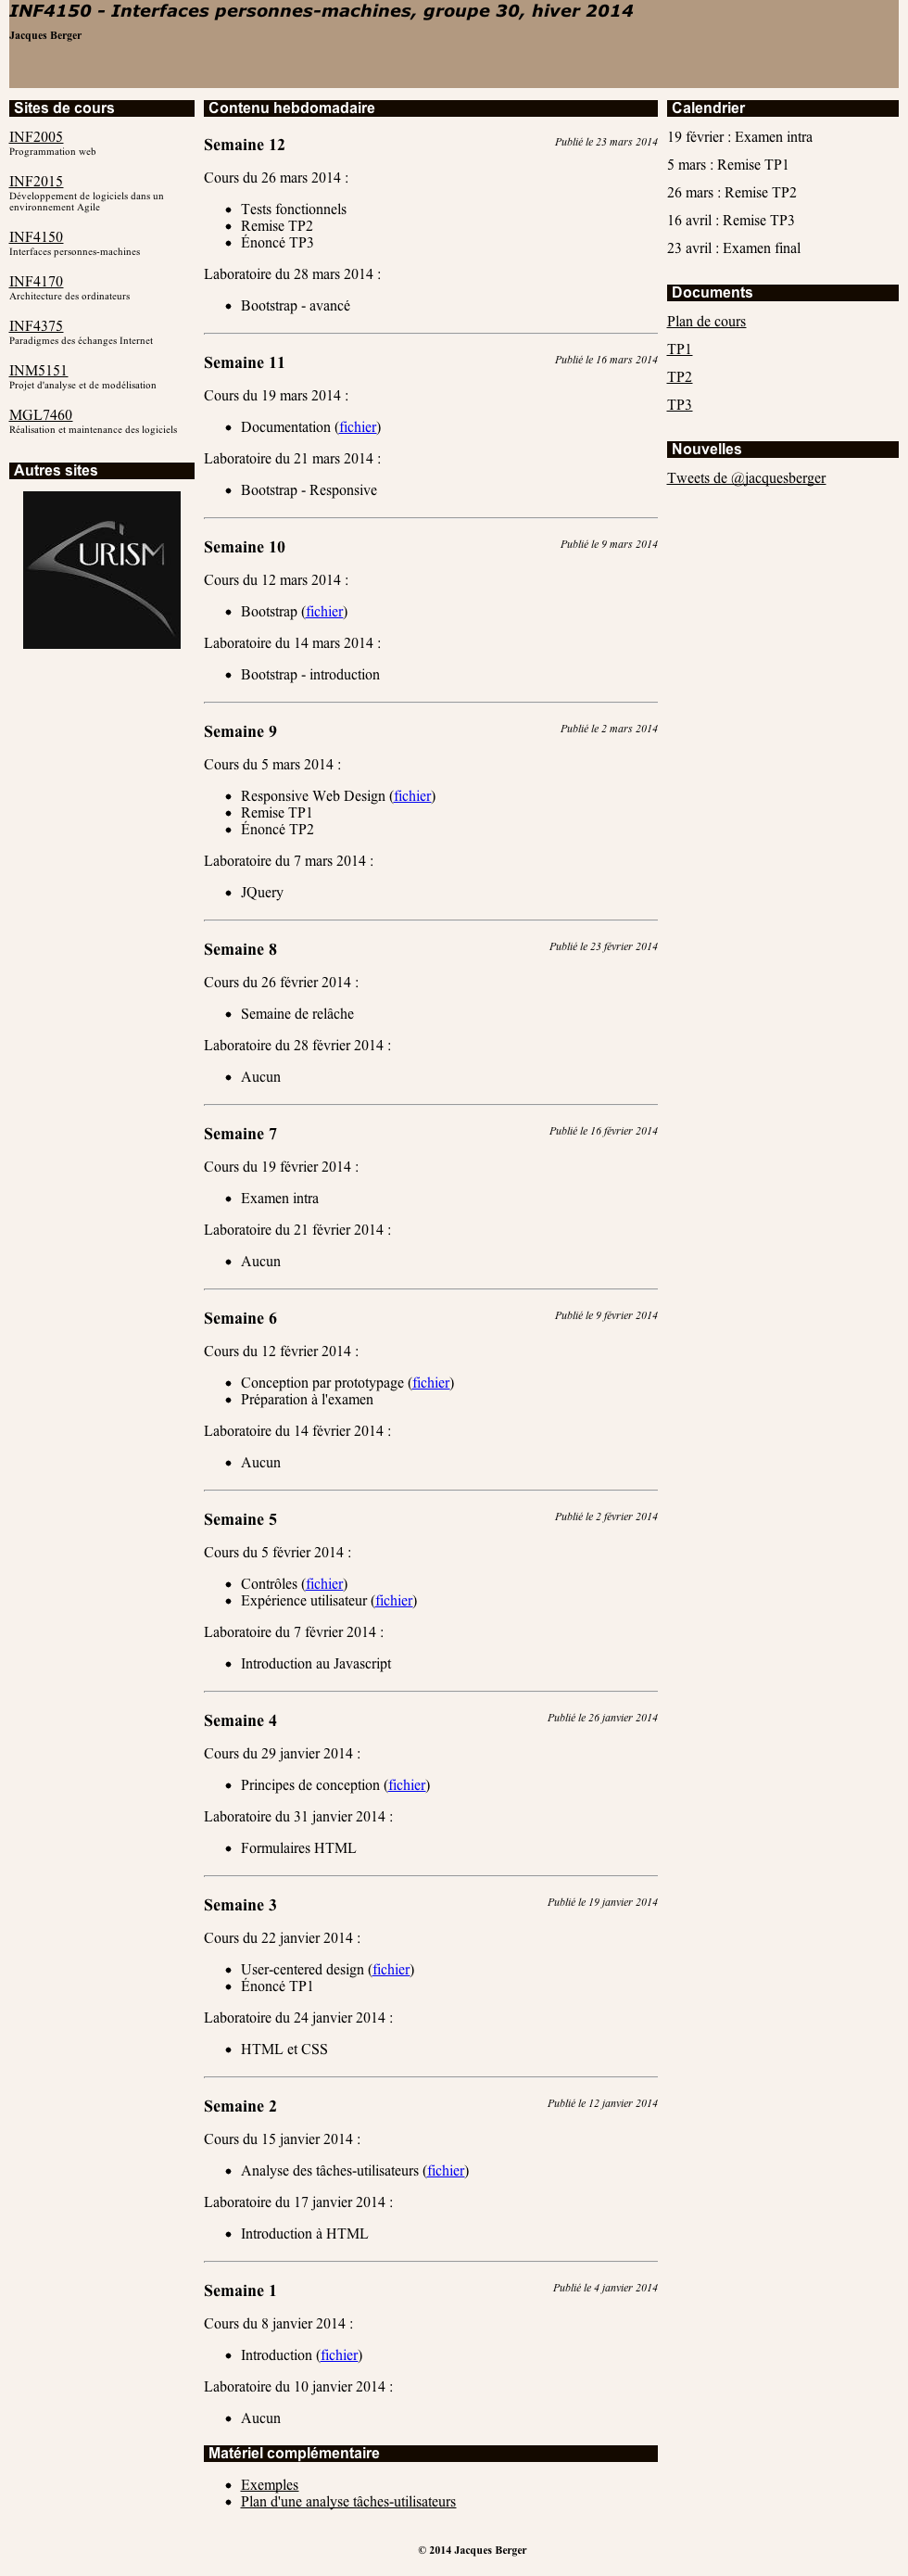 INF4150 - Interfaces personnes-machines, groupe 30, hiver 2014
Jacques Berger
Sites de cours
INF2005
Programmation web
INF2015
Développement de logiciels dans un
environnement Agile
INF4150
Interfaces personnes-machines
INF4170
Architecture des ordinateurs
INF4375
Paradigmes des échanges Internet
INM5151
Projet d'analyse et de modélisation
MGL7460
Réalisation et maintenance des logiciels
Autres sites
CURISM
Contenu hebdomadaire
Semaine 12 Publié le 23 mars 2014
Cours du 26 mars 2014 :
• Tests fonctionnels
• Remise TP2
• Énoncé TP3
Laboratoire du 28 mars 2014 :
• Bootstrap - avancé
Semaine 11 Publié le 16 mars 2014
Cours du 19 mars 2014 :
• Documentation (fichier)
Laboratoire du 21 mars 2014 :
• Bootstrap - Responsive
Semaine 10 Publié le 9 mars 2014
Cours du 12 mars 2014 :
• Bootstrap (fichier)
Laboratoire du 14 mars 2014 :
• Bootstrap - introduction
Semaine 9 Publié le 2 mars 2014
Cours du 5 mars 2014 :
• Responsive Web Design (fichier)
• Remise TP1
• Énoncé TP2
Laboratoire du 7 mars 2014 :
• JQuery
Semaine 8 Publié le 23 février 2014
Cours du 26 février 2014 :
• Semaine de relâche
Laboratoire du 28 février 2014 :
• Aucun
Semaine 7 Publié le 16 février 2014
Cours du 19 février 2014 :
• Examen intra
Laboratoire du 21 février 2014 :
• Aucun
Semaine 6 Publié le 9 février 2014
Cours du 12 février 2014 :
• Conception par prototypage (fichier)
• Préparation à l'examen
Laboratoire du 14 février 2014 :
• Aucun
Semaine 5 Publié le 2 février 2014
Cours du 5 février 2014 :
• Contrôles (fichier)
• Expérience utilisateur (fichier)
Laboratoire du 7 février 2014 :
• Introduction au Javascript
Semaine 4 Publié le 26 janvier 2014
Cours du 29 janvier 2014 :
• Principes de conception (fichier)
Laboratoire du 31 janvier 2014 :
• Formulaires HTML
Semaine 3 Publié le 19 janvier 2014
Cours du 22 janvier 2014 :
• User-centered design (fichier)
• Énoncé TP1
Laboratoire du 24 janvier 2014 :
• HTML et CSS
Semaine 2 Publié le 12 janvier 2014
Cours du 15 janvier 2014 :
• Analyse des tâches-utilisateurs (fichier)
Laboratoire du 17 janvier 2014 :
• Introduction à HTML
Semaine 1 Publié le 4 janvier 2014
Cours du 8 janvier 2014 :
• Introduction (fichier)
Laboratoire du 10 janvier 2014 :
• Aucun
Matériel complémentaire
• Exemples
• Plan d'une analyse tâches-utilisateurs
Calendrier
19 février : Examen intra
5 mars : Remise TP1
26 mars : Remise TP2
16 avril : Remise TP3
23 avril : Examen final
Documents
Plan de cours
TP1
TP2
TP3
Nouvelles
Tweets de @jacquesberger
© 2014 Jacques Berger